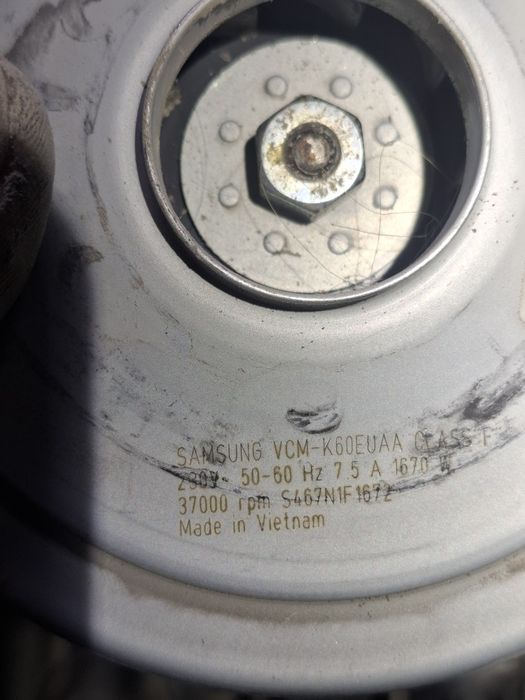 SAMSUNG VCM-K60EUAA CLASS F
230V~ 50-60 Hz 7.5 A 1670 W
37000 rpm S467N1F1672
Made in Vietnam